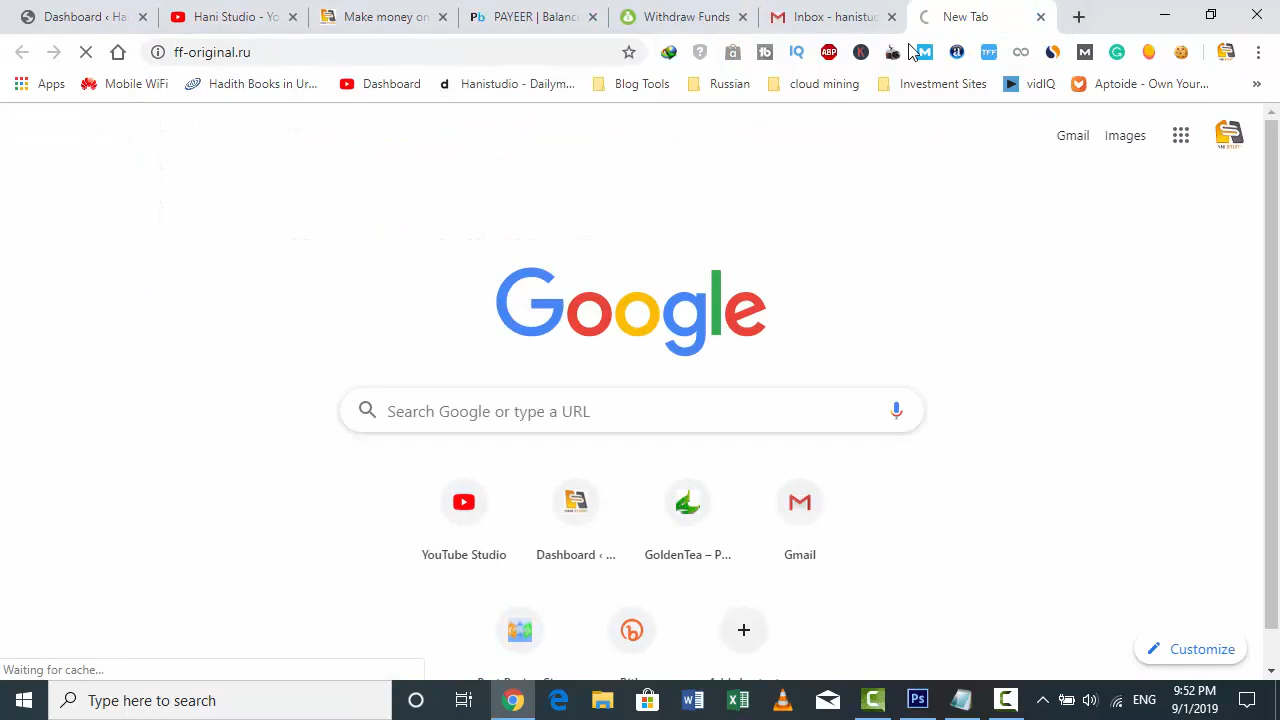 Dashboard ‹ Ha
Hani Studio - Yo
Make money on
Pb PAYEER | Balanc
Withdraw Funds
Inbox - hanistud
New Tab
ff-original.ru
Apps
Mobile WiFi
Hadith Books in Ur...
Dashboard
d Hanistudio - Dailym...
Blog Tools
Russian
cloud mining
Investment Sites
vidIQ
Aptoide - Own Your...
»
Gmail
Images
Google
Search Google or type a URL
YouTube Studio
Dashboard ‹ ...
GoldenTea – P...
Gmail
Customize
Waiting for cache...
Type here to search
ENG
9:52 PM
9/1/2019